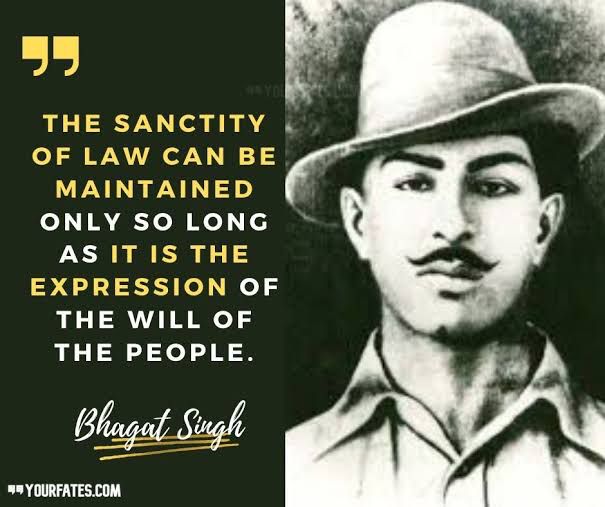 THE SANCTITY
OF LAW CAN BE
MAINTAINED
ONLY SO LONG
AS IT IS THE
EXPRESSION OF
THE WILL OF
THE PEOPLE.
Bhagat Singh
YOURFATES.COM